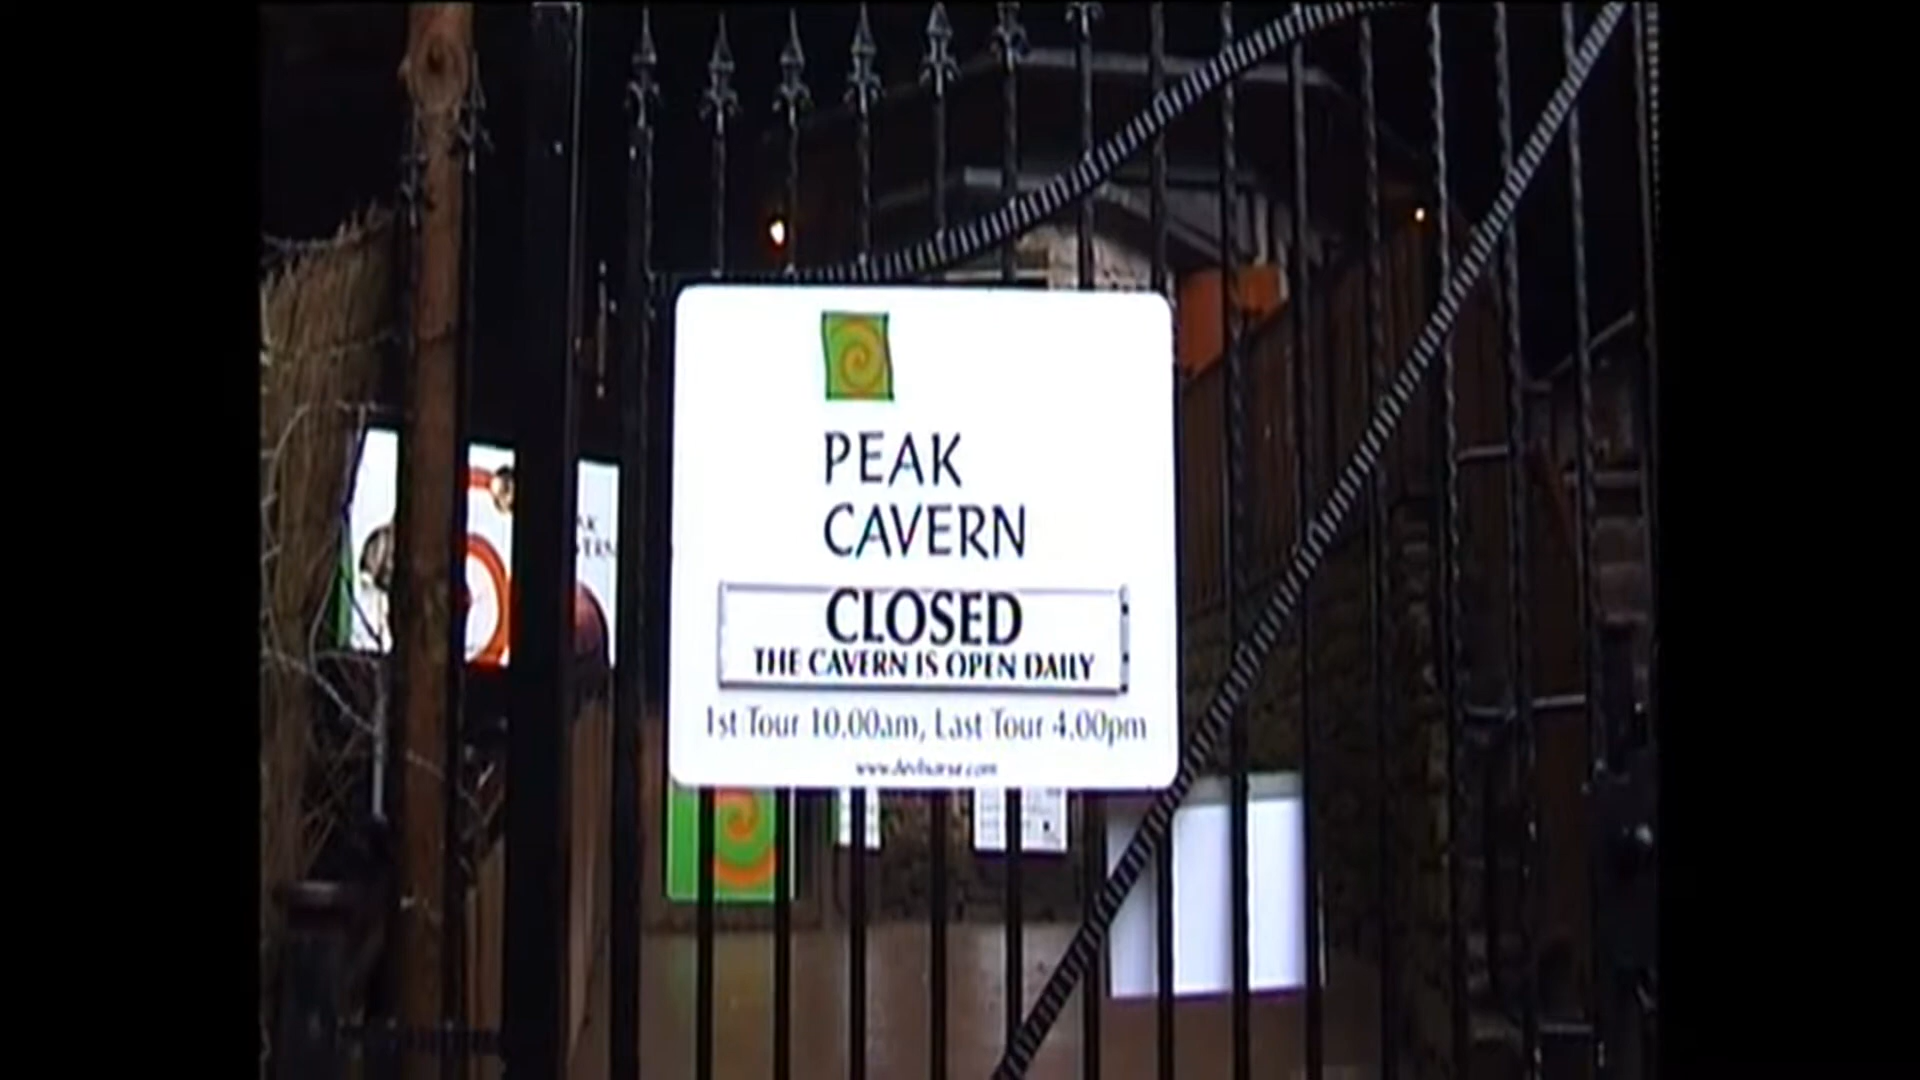 PEAK
CAVERN
CLOSED
THE CAVERN IS OPEN DAILY
1st Tour 10.00am, Last Tour 4.00pm